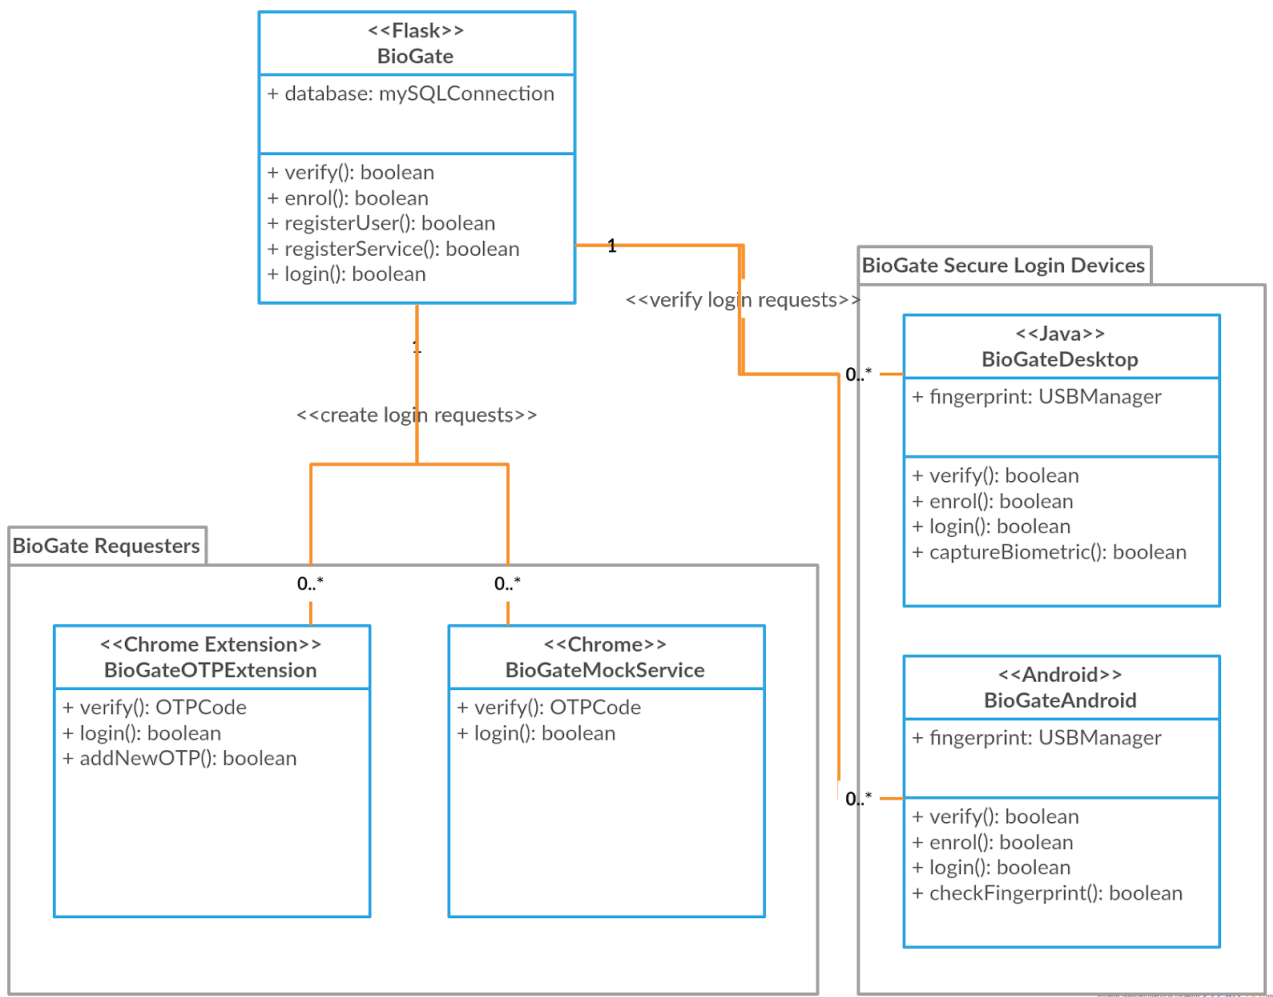 <<Flask>>
BioGate
+ database: mySQLConnection
+ verify(): boolean
+ enrol(): boolean
+ registerUser(): boolean
+ registerService(): boolean
+ login(): boolean
1
<<verify login requests>>
1
<<create login requests>>
BioGate Secure Login Devices
<<Java>>
BioGateDesktop
0..*
+ fingerprint: USBManager
+ verify(): boolean
+ enrol(): boolean
+ login(): boolean
+ captureBiometric(): boolean
<<Android>>
BioGateAndroid
+ fingerprint: USBManager
0..*
+ verify(): boolean
+ enrol(): boolean
+ login(): boolean
+ checkFingerprint(): boolean
BioGate Requesters
0..*
0..*
<<Chrome Extension>>
BioGateOTPExtension
+ verify(): OTPCode
+ login(): boolean
+ addNewOTP(): boolean
<<Chrome>>
BioGateMockService
+ verify(): OTPCode
+ login(): boolean